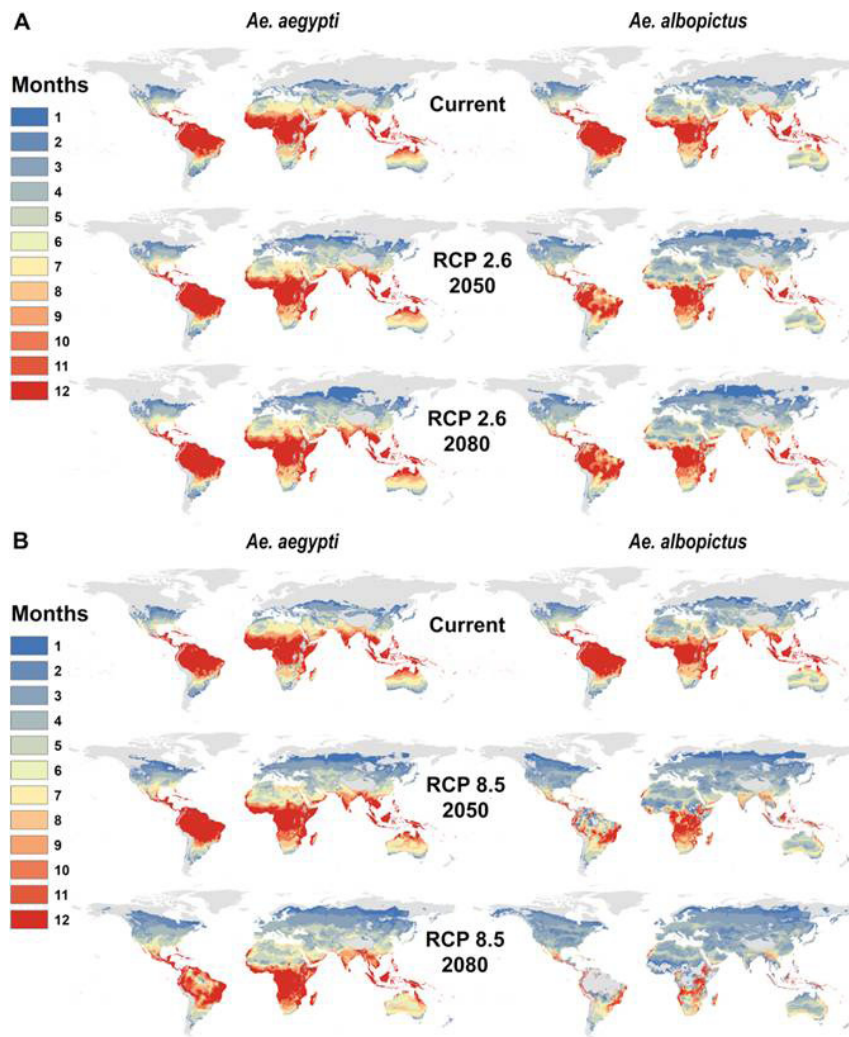 A
Ae. aegypti
Ae. albopictus
Months
1
2
3
4
5
6
7
8
9
10
11
12
Current
RCP 2.6
2050
RCP 2.6
2080
B
Ae. aegypti
Ae. albopictus
Months
1
2
3
4
5
6
7
8
9
10
11
12
Current
RCP 8.5
2050
RCP 8.5
2080